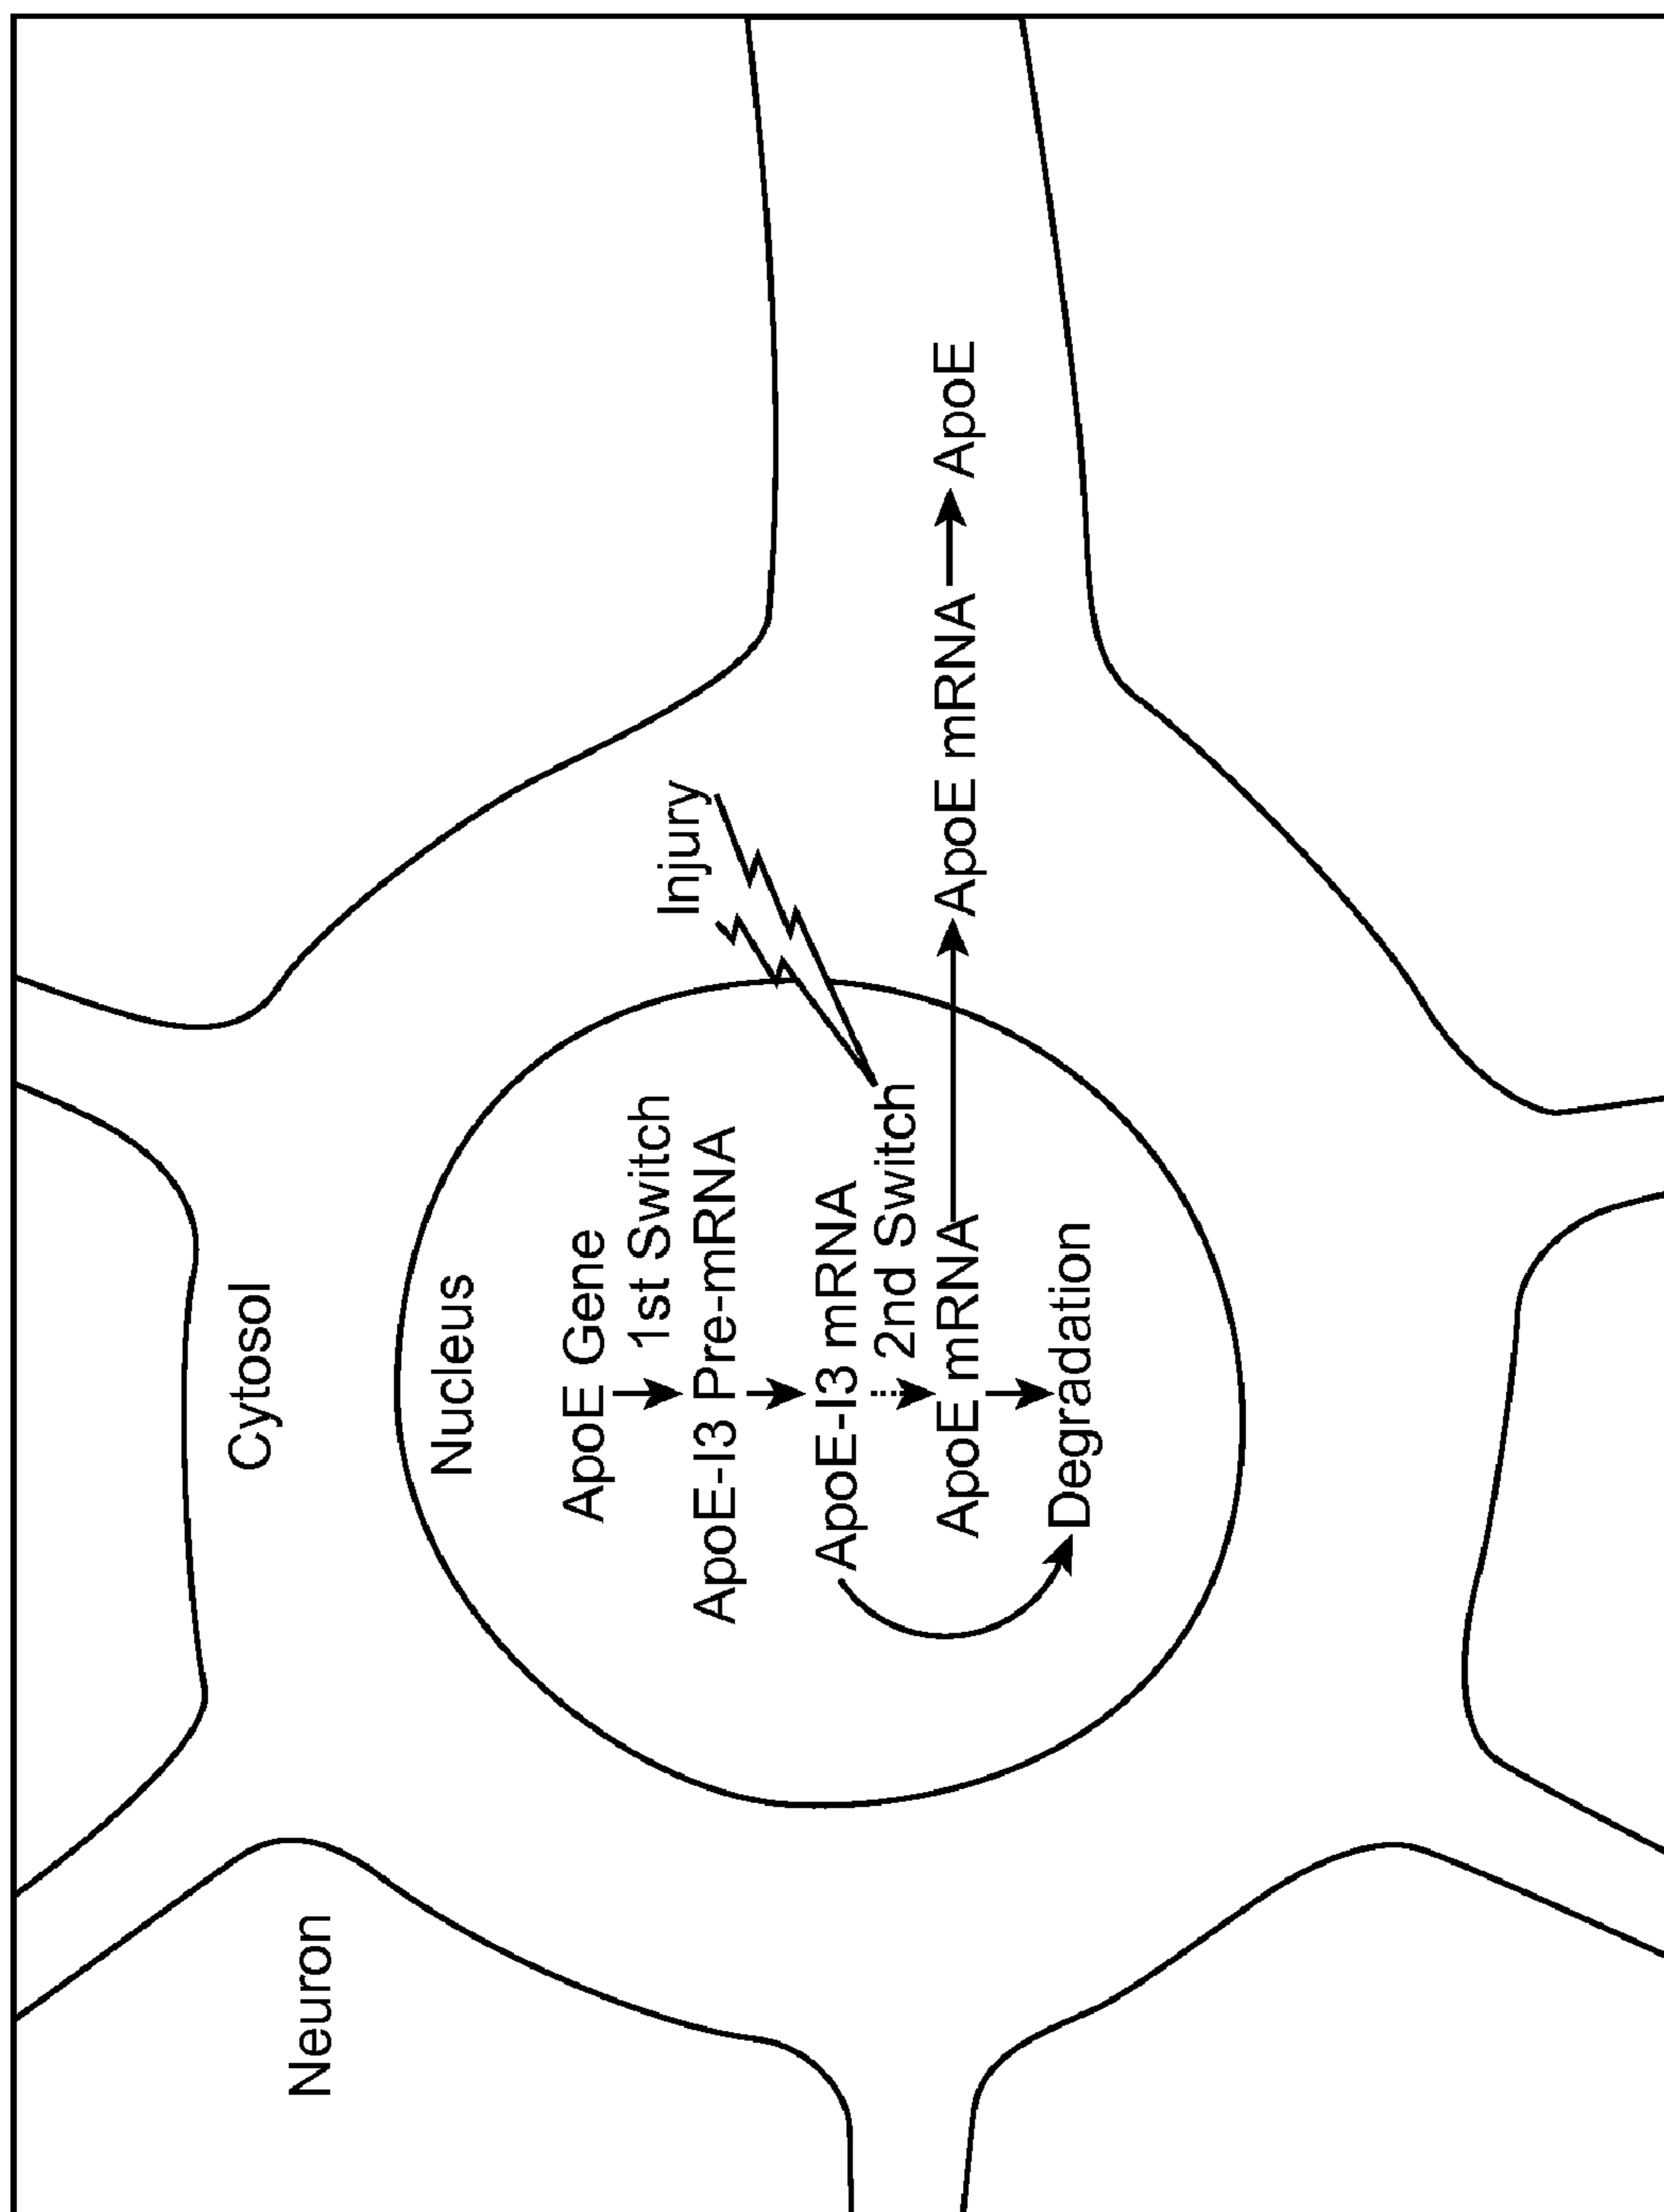 Neuron
Cytosol
Nucleus
ApoE Gene
1st Switch
ApoE-I3 Pre-mRNA
Injury
ApoE-I3 mRNA
2nd Switch
ApoE mRNA
ApoE mRNA
ApoE
Degradation